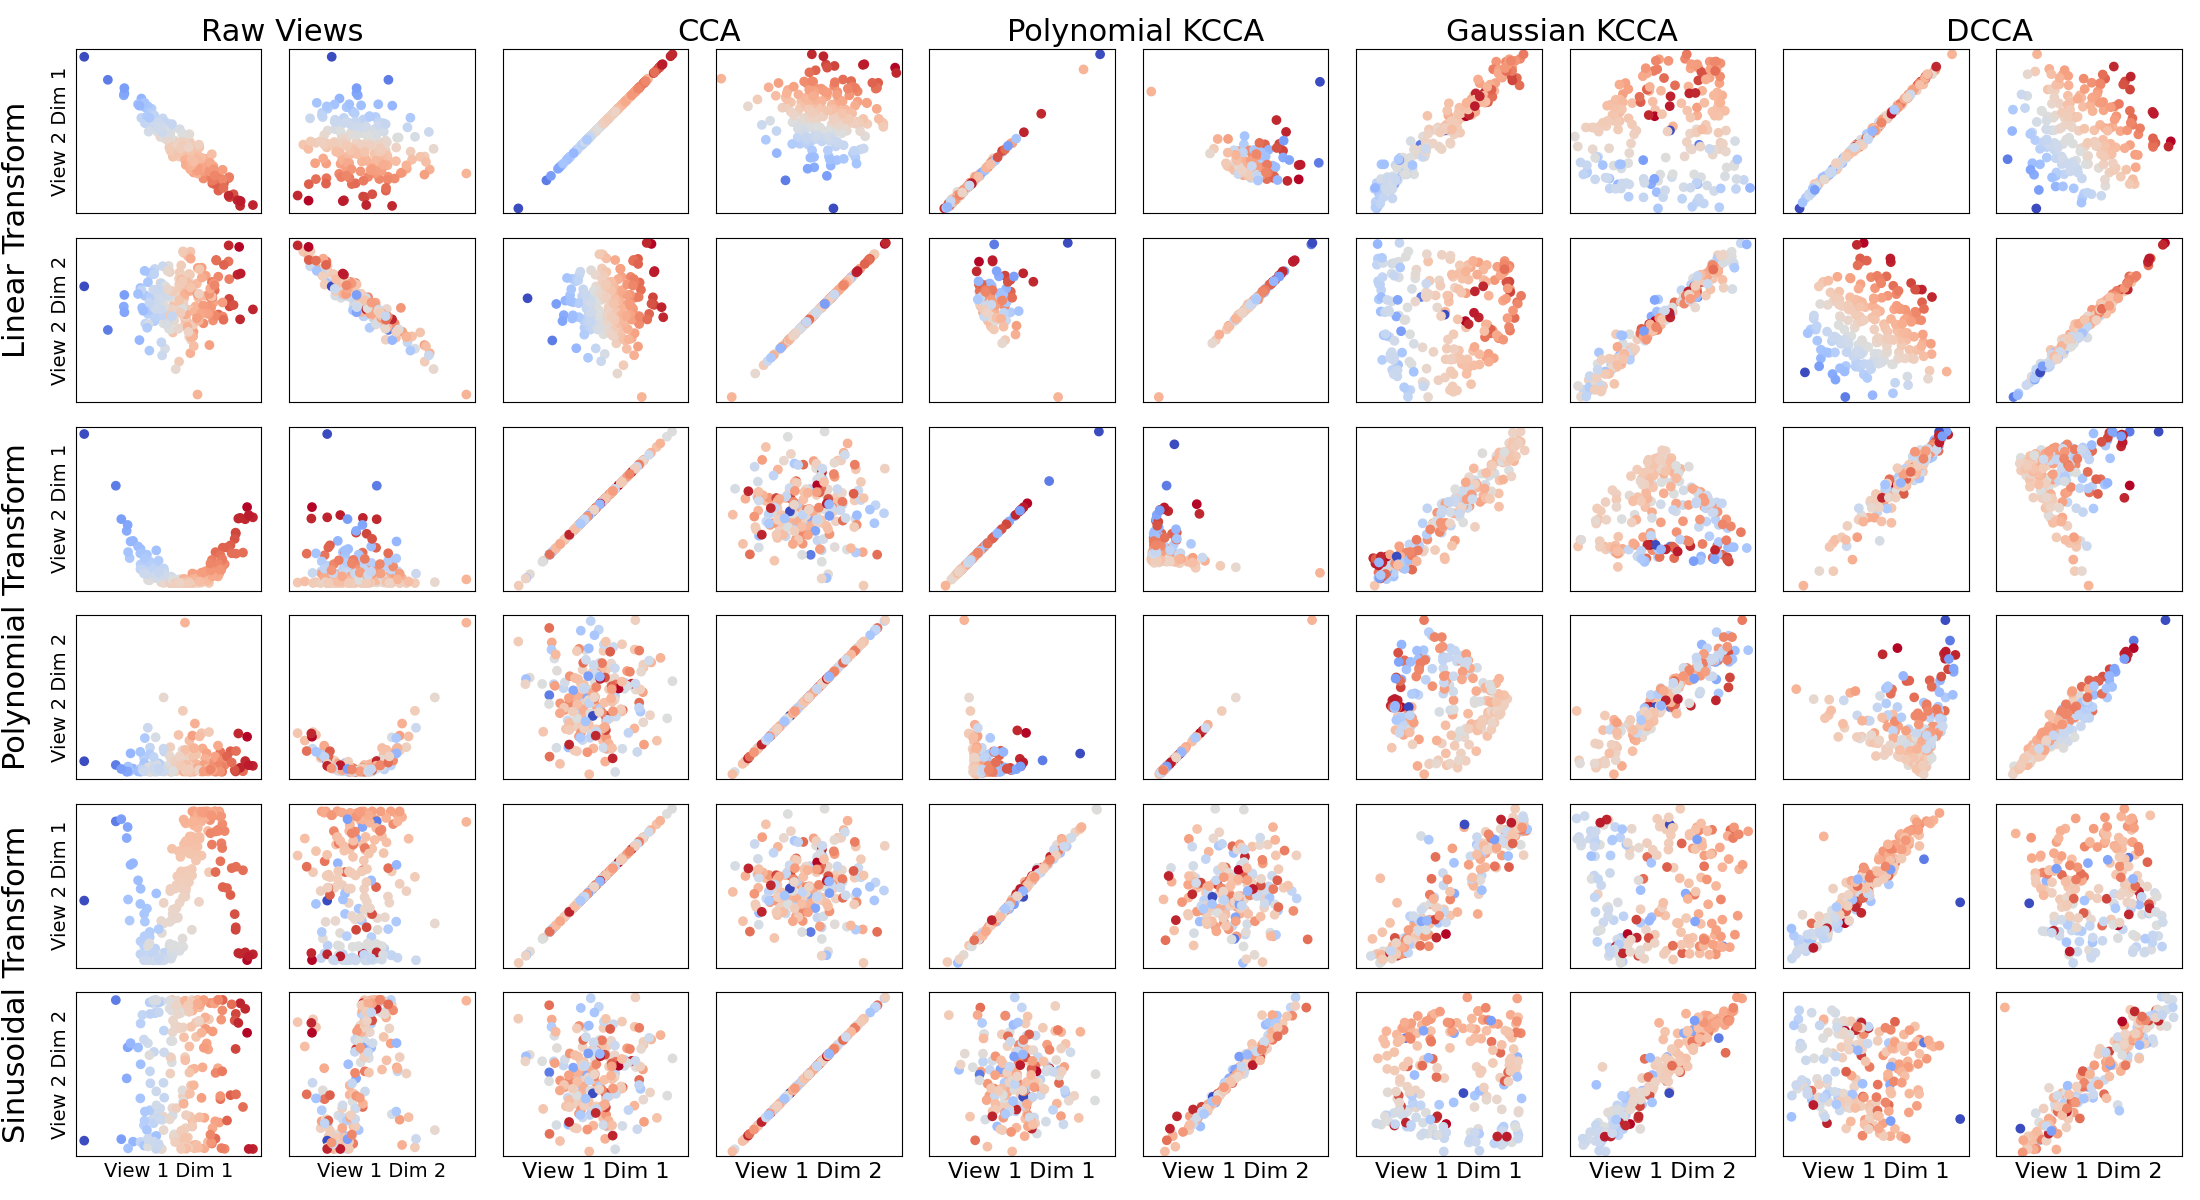 Raw Views
CCA
Polynomial KCCA
Gaussian KCCA
DCCA
Linear Transform
View 2 Dim 1
View 2 Dim 2
Polynomial Transform
View 2 Dim 1
View 2 Dim 2
Sinusoidal Transform
View 2 Dim 1
View 2 Dim 2
View 1 Dim 1
View 1 Dim 2
View 1 Dim 1
View 1 Dim 2
View 1 Dim 1
View 1 Dim 2
View 1 Dim 1
View 1 Dim 2
View 1 Dim 1
View 1 Dim 2